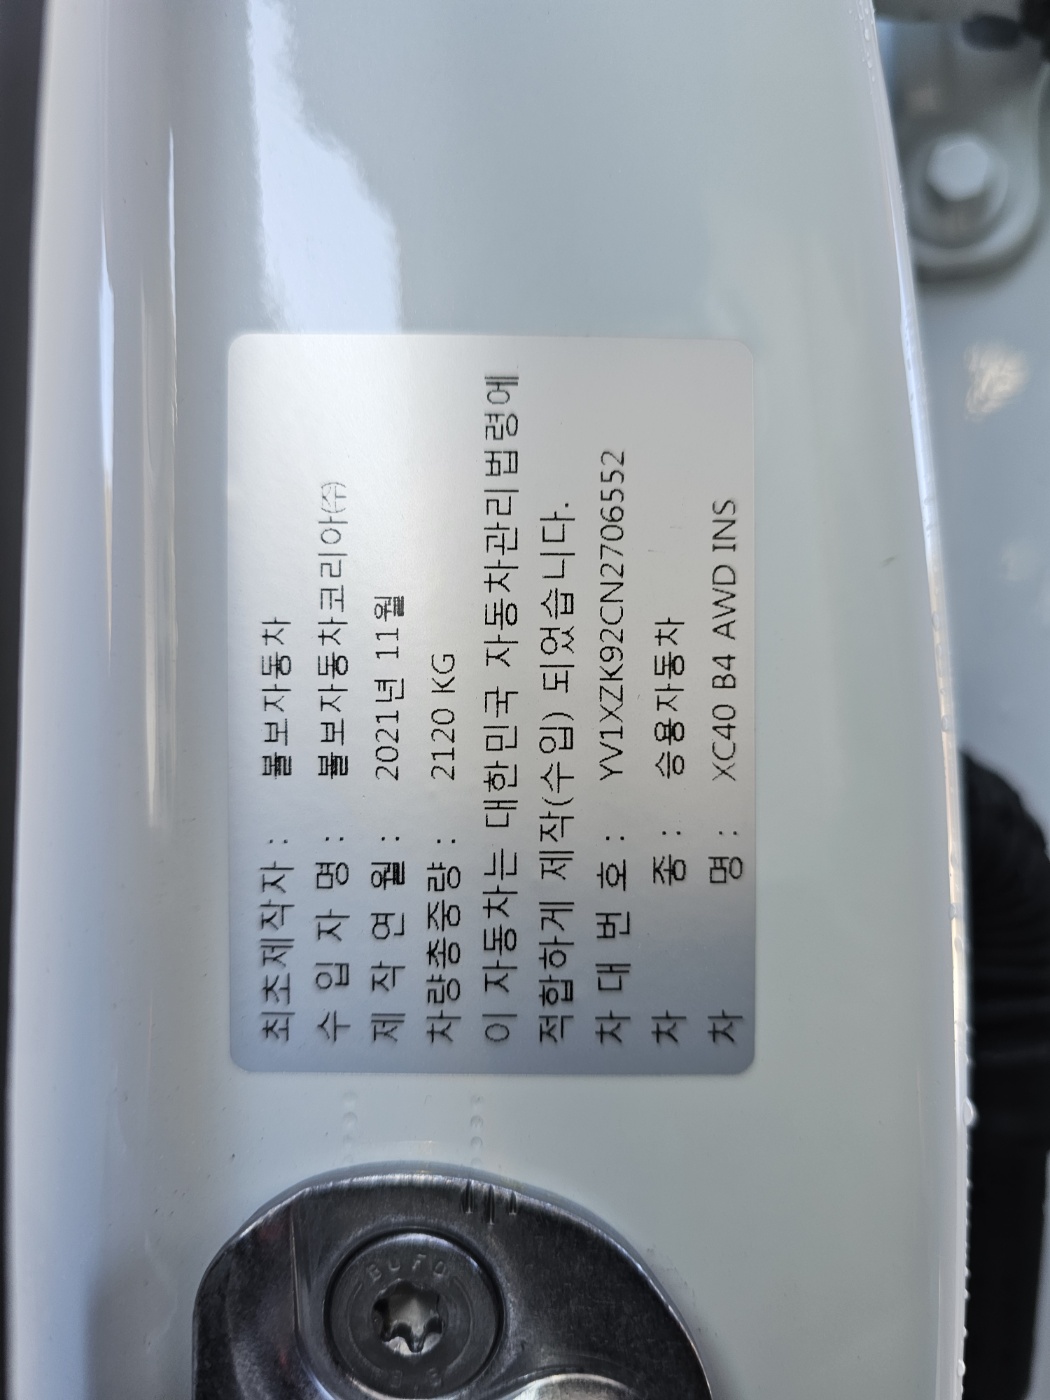 최초제작자 : 볼보자동차
수 입 자 명 : 볼보자동차코리아㈜
제 작 연 월 : 2021년 11월
차량총중량 : 2120 KG
이 자동차는 대한민국 자동차관리법령에
적합하게 제작(수입) 되었습니다.
차 대 번 호 : YV1XZK92CN2706552
차 종 : 승용자동차
차 명 : XC40 B4 AWD INS